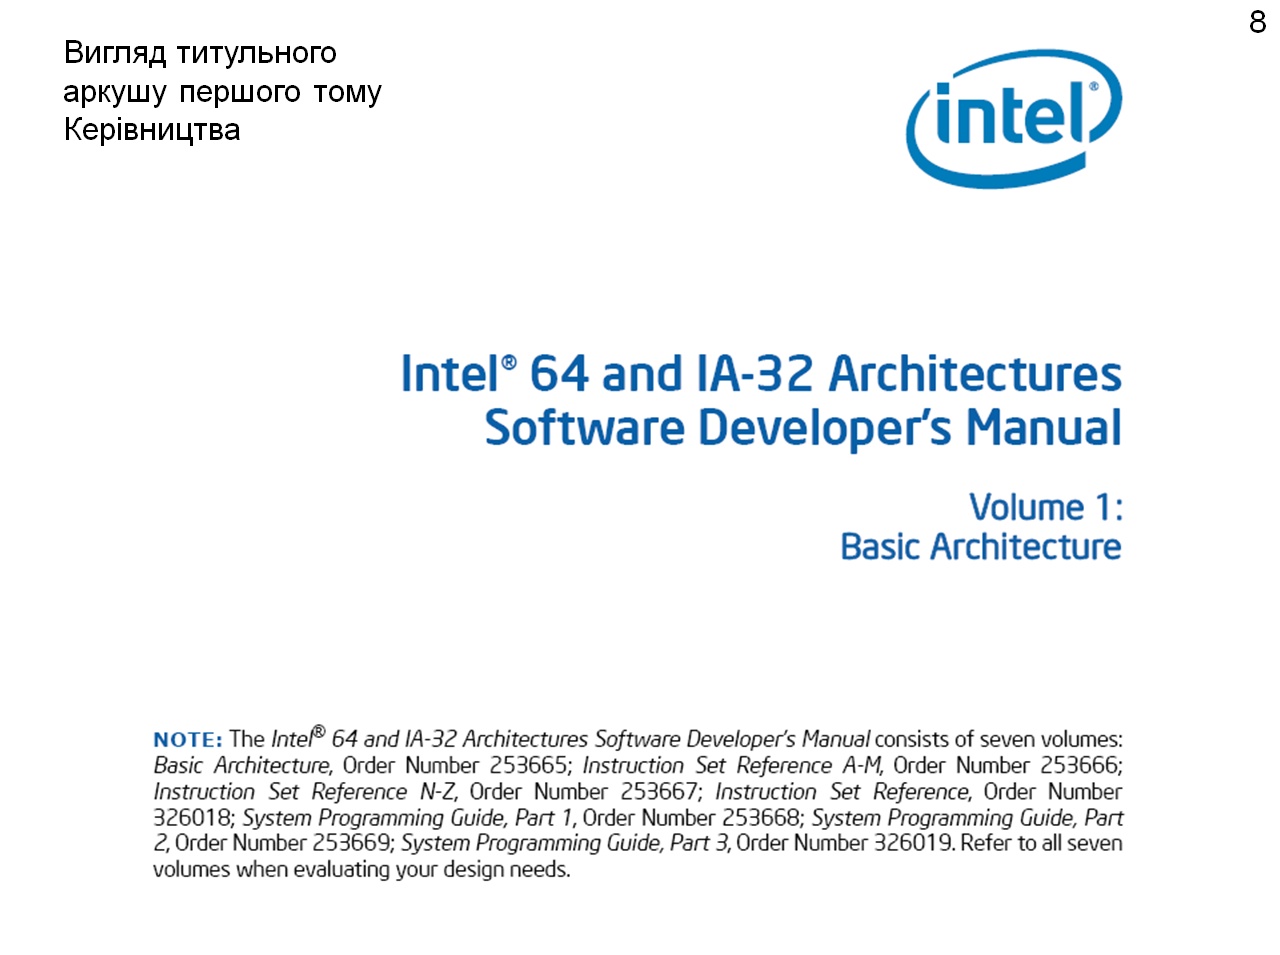 8
Вигляд титульного
аркушу першого тому
Керівництва
intel®
Intel® 64 and IA-32 Architectures
Software Developer's Manual
Volume 1:
Basic Architecture
NOTE: The Intel® 64 and IA-32 Architectures Software Developer's Manual consists of seven volumes:
Basic Architecture, Order Number 253665; Instruction Set Reference A-M, Order Number 253666;
Instruction Set Reference N-Z, Order Number 253667; Instruction Set Reference, Order Number
326018; System Programming Guide, Part 1, Order Number 253668; System Programming Guide, Part
2, Order Number 253669; System Programming Guide, Part 3, Order Number 326019. Refer to all seven
volumes when evaluating your design needs.